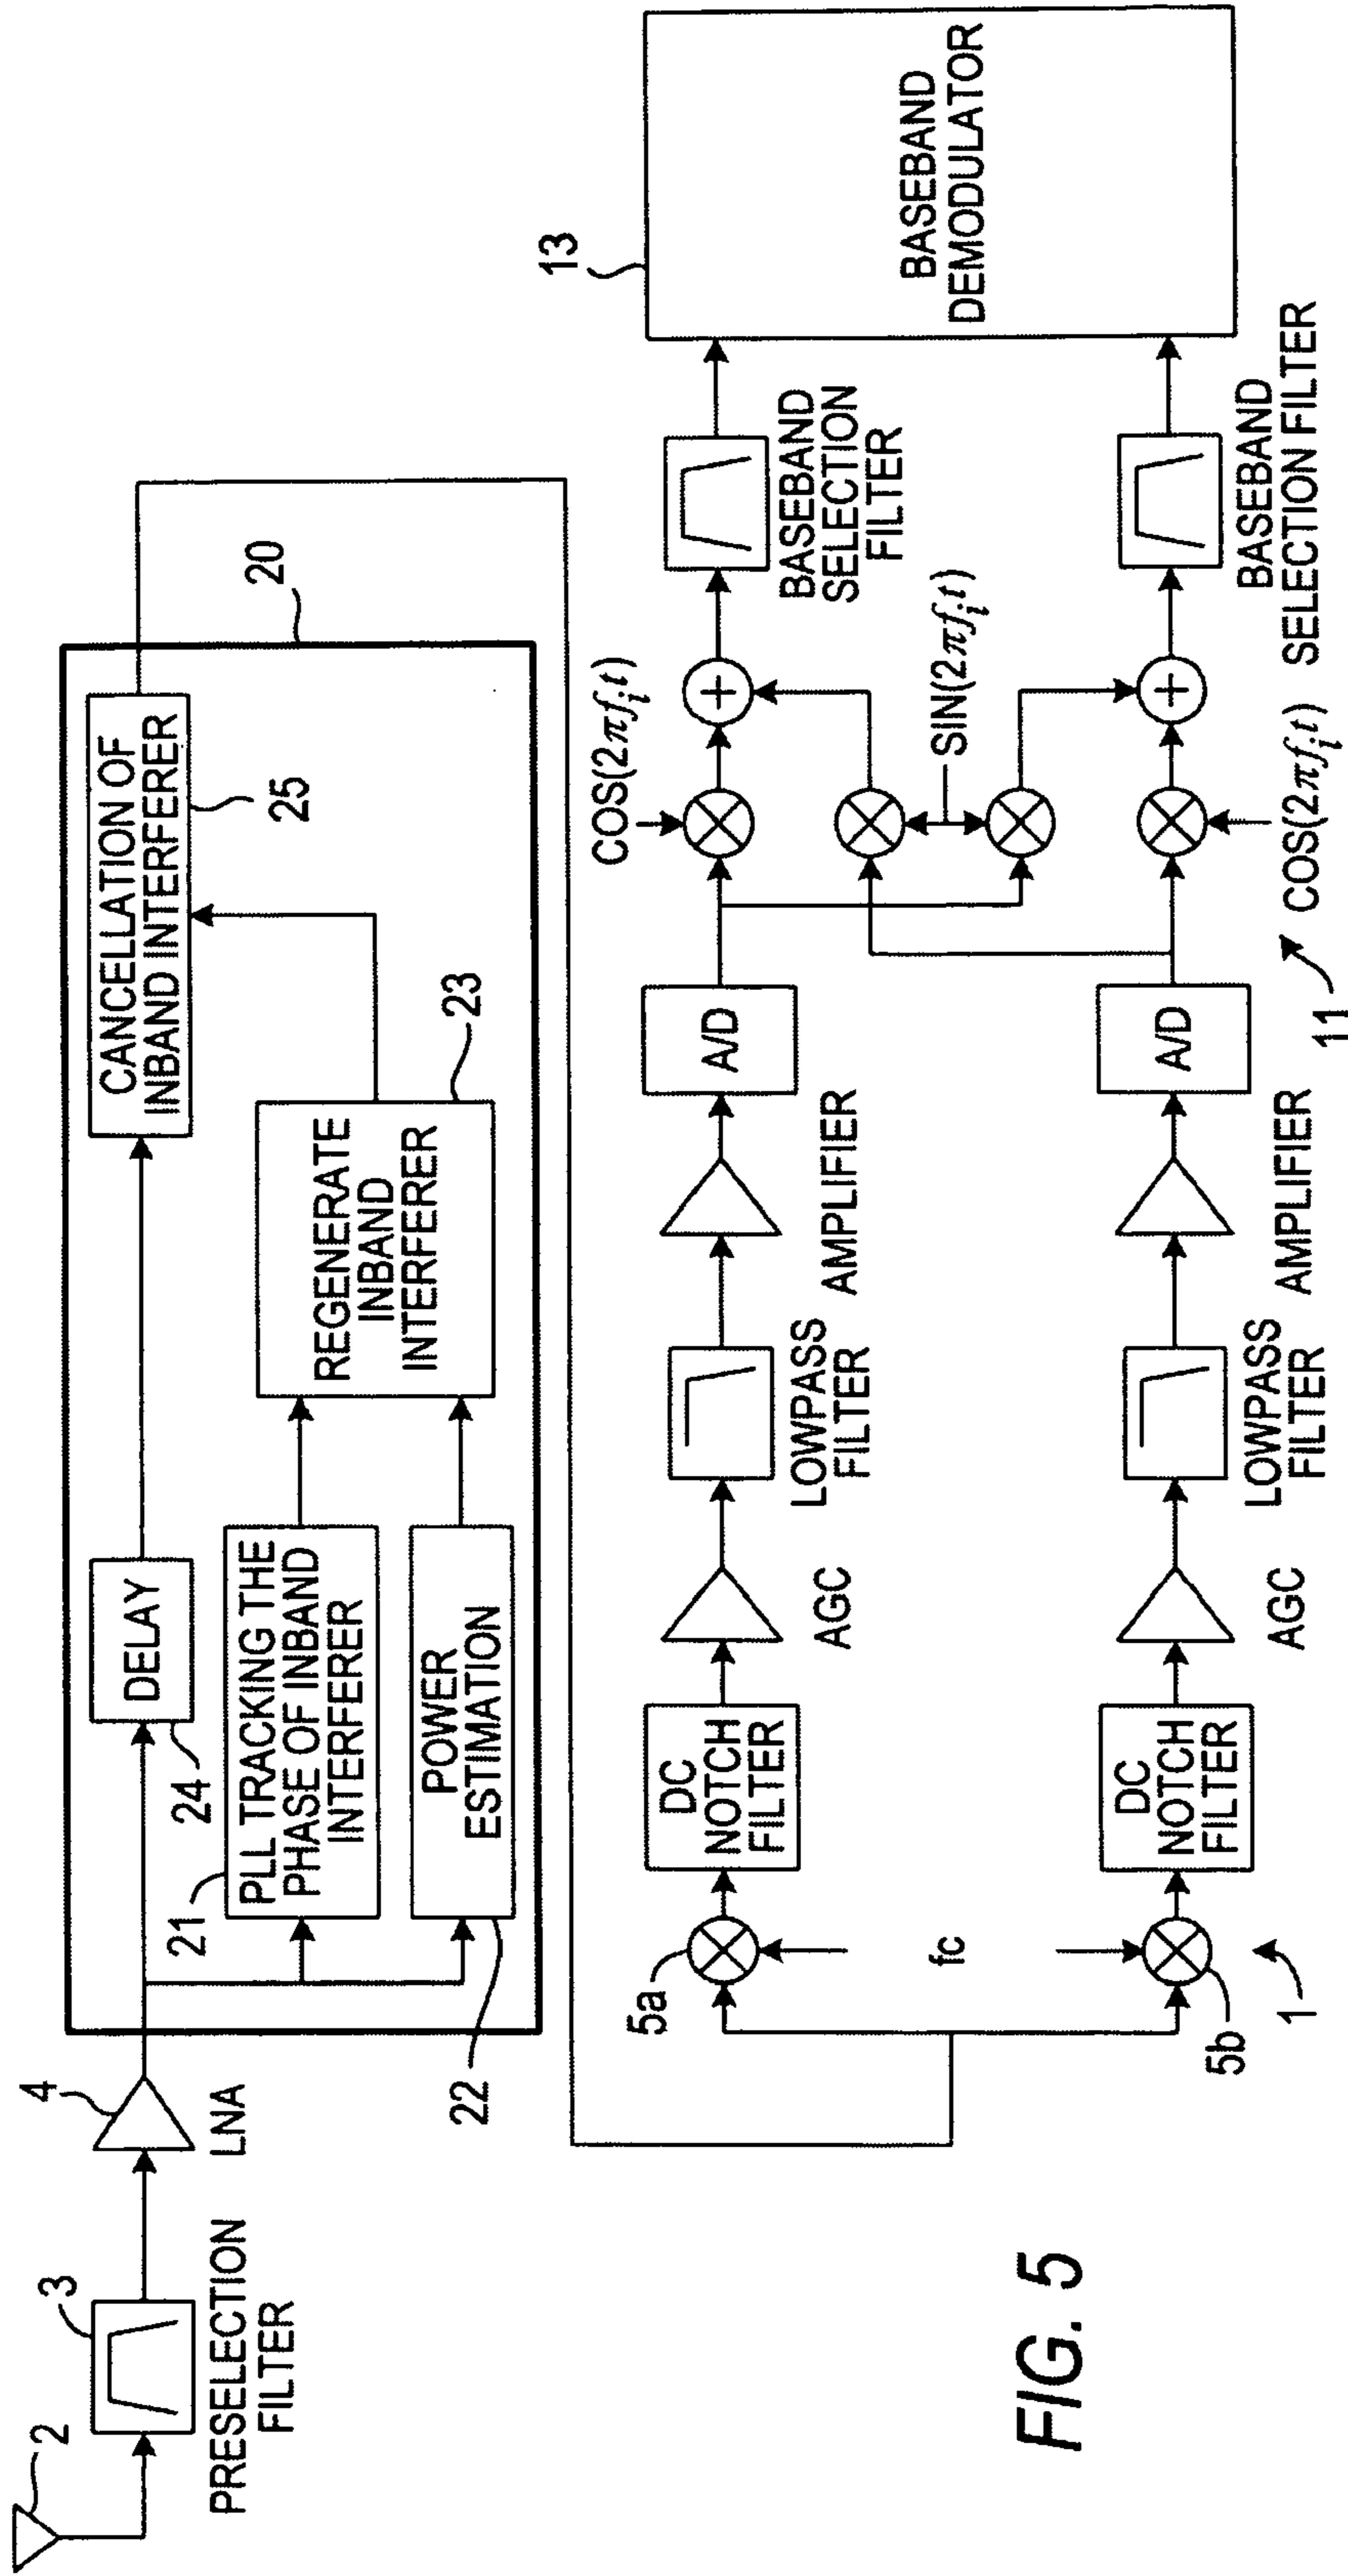 2
3
PRESELECTION
FILTER
4
LNA
20
24
DELAY
21
PLL TRACKING THE
PHASE OF INBAND
INTERFERER
22
POWER
ESTIMATION
REGENERATE
INBAND
INTERFERER
23
CANCELLATION OF
INBAND INTERFERER
25
5a
fc
5b
1
DC
NOTCH
FILTER
AGC
LOWPASS
FILTER
AMPLIFIER
A/D
COS(2πf_i t)
SIN(2πf_i t)
BASEBAND
SELECTION
FILTER
13
BASEBAND
DEMODULATOR
DC
NOTCH
FILTER
AGC
LOWPASS
FILTER
AMPLIFIER
A/D
11
COS(2πf_i t)
BASEBAND
SELECTION FILTER
FIG. 5